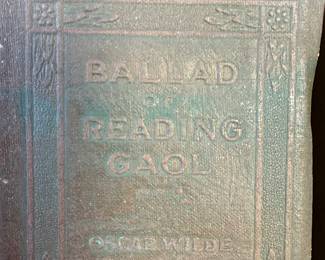 BALLAD
OF
READING
GAOL
OSCAR WILDE